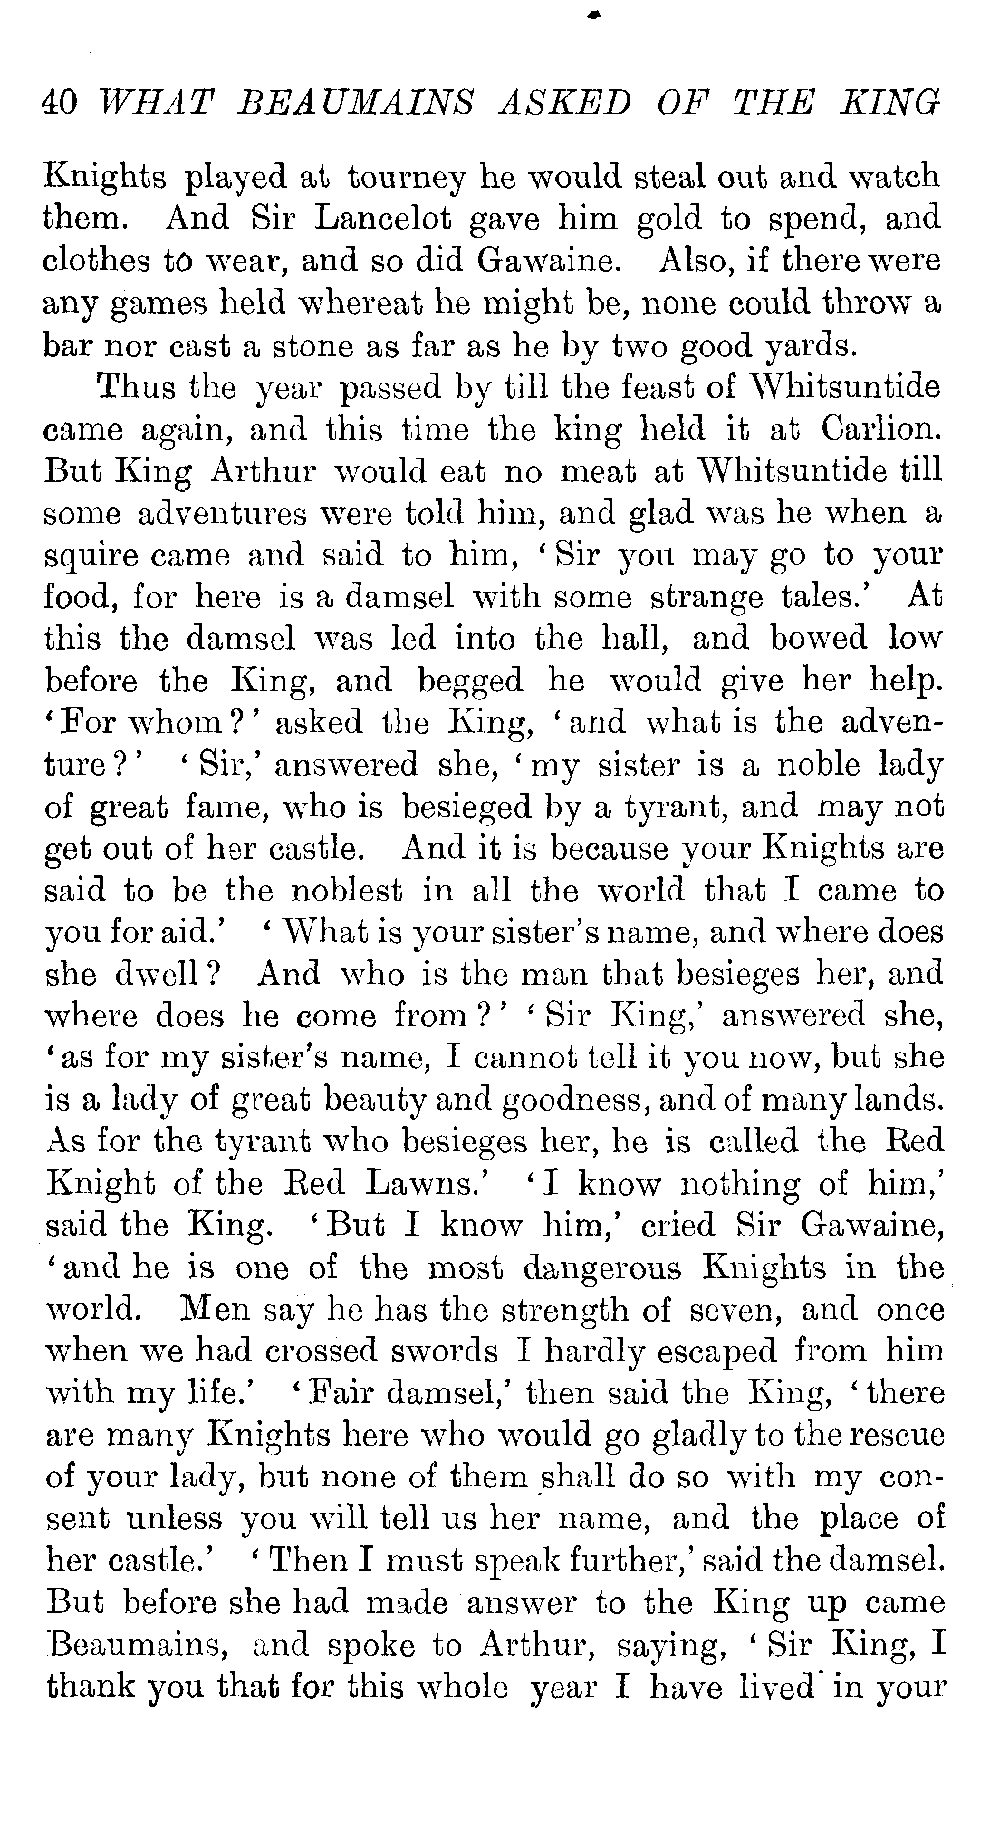 40 WHAT BEAUMAINS ASKED OF THE KING
Knights played at tourney he would steal out and watch
them. And Sir Lancelot gave him gold to spend, and
clothes to wear, and so did Gawaine. Also, if there were
any games held whereat he might be, none could throw a
bar nor cast a stone as far as he by two good yards.
Thus the year passed by till the feast of Whitsuntide
came again, and this time the king held it at Carlion.
But King Arthur would eat no meat at Whitsuntide till
some adventures were told him, and glad was he when a
squire came and said to him, ‘Sir you may go to your
food, for here is a damsel with some strange tales.’ At
this the damsel was led into the hall, and bowed low
before the King, and begged he would give her help.
‘For whom?’ asked the King, ‘and what is the adven-
ture?’ ‘Sir,’ answered she, ‘my sister is a noble lady
of great fame, who is besieged by a tyrant, and may not
get out of her castle. And it is because your Knights are
said to be the noblest in all the world that I came to
you for aid.’ ‘What is your sister’s name, and where does
she dwell? And who is the man that besieges her, and
where does he come from?’ ‘Sir King,’ answered she,
‘as for my sister’s name, I cannot tell it you now, but she
is a lady of great beauty and goodness, and of many lands.
As for the tyrant who besieges her, he is called the Red
Knight of the Red Lawns.’ ‘I know nothing of him,’
said the King. ‘But I know him,’ cried Sir Gawaine,
‘and he is one of the most dangerous Knights in the
world. Men say he has the strength of seven, and once
when we had crossed swords I hardly escaped from him
with my life.’ ‘Fair damsel,’ then said the King, ‘there
are many Knights here who would go gladly to the rescue
of your lady, but none of them shall do so with my con-
sent unless you will tell us her name, and the place of
her castle.’ ‘Then I must speak further,’ said the damsel.
But before she had made answer to the King up came
Beaumains, and spoke to Arthur, saying, ‘Sir King, I
thank you that for this whole year I have lived in your